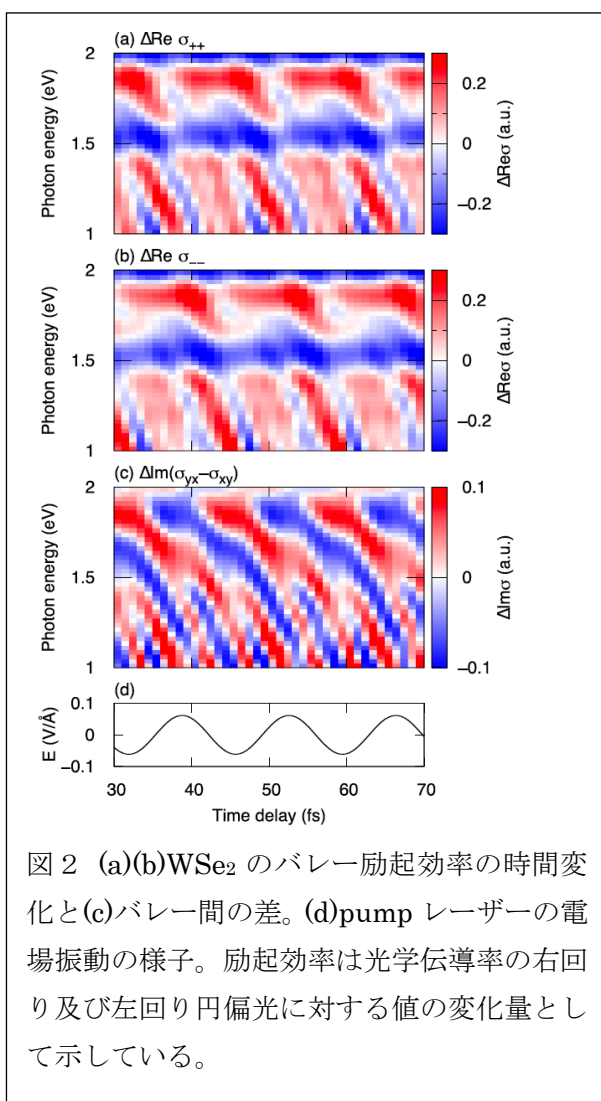 (a) ΔRe σ++
2
1.5
1
Photon energy (eV)
0.2
0
−0.2
ΔReσ (a.u.)
(b) ΔRe σ−−
2
1.5
1
Photon energy (eV)
0.2
0
−0.2
ΔReσ (a.u.)
(c) ΔIm(σyx−σxy)
2
1.5
1
Photon energy (eV)
0.1
0
−0.1
ΔImσ (a.u.)
(d)
0.1
0
−0.1
E (V/Å)
30 40 50 60 70
Time delay (fs)
図２ (a)(b)WSe2 のバレー励起効率の時間変
化と(c)バレー間の差。(d)pump レーザーの電
場振動の様子。励起効率は光学伝導率の右回
り及び左回り円偏光に対する値の変化量とし
て示している。